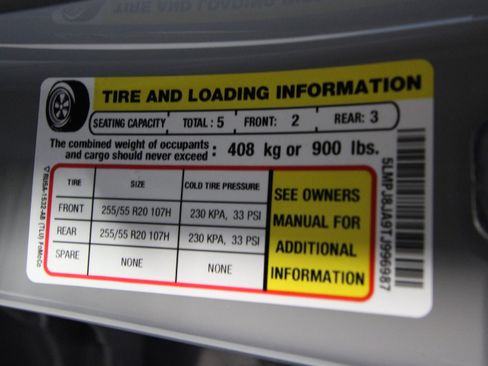 TIRE AND LOADING INFORMATION
SEATING CAPACITY TOTAL : 5 FRONT: 2 REAR: 3
The combined weight of occupants
and cargo should never exceed : 408 kg or 900 lbs.
TIRE SIZE COLD TIRE PRESSURE
FRONT 255/55 R20 107H 230 KPA, 33 PSI
REAR 255/55 R20 107H 230 KPA, 33 PSI
SPARE NONE NONE
SEE OWNERS
MANUAL FOR
ADDITIONAL
INFORMATION
5LMPJ8JA9TJ996987